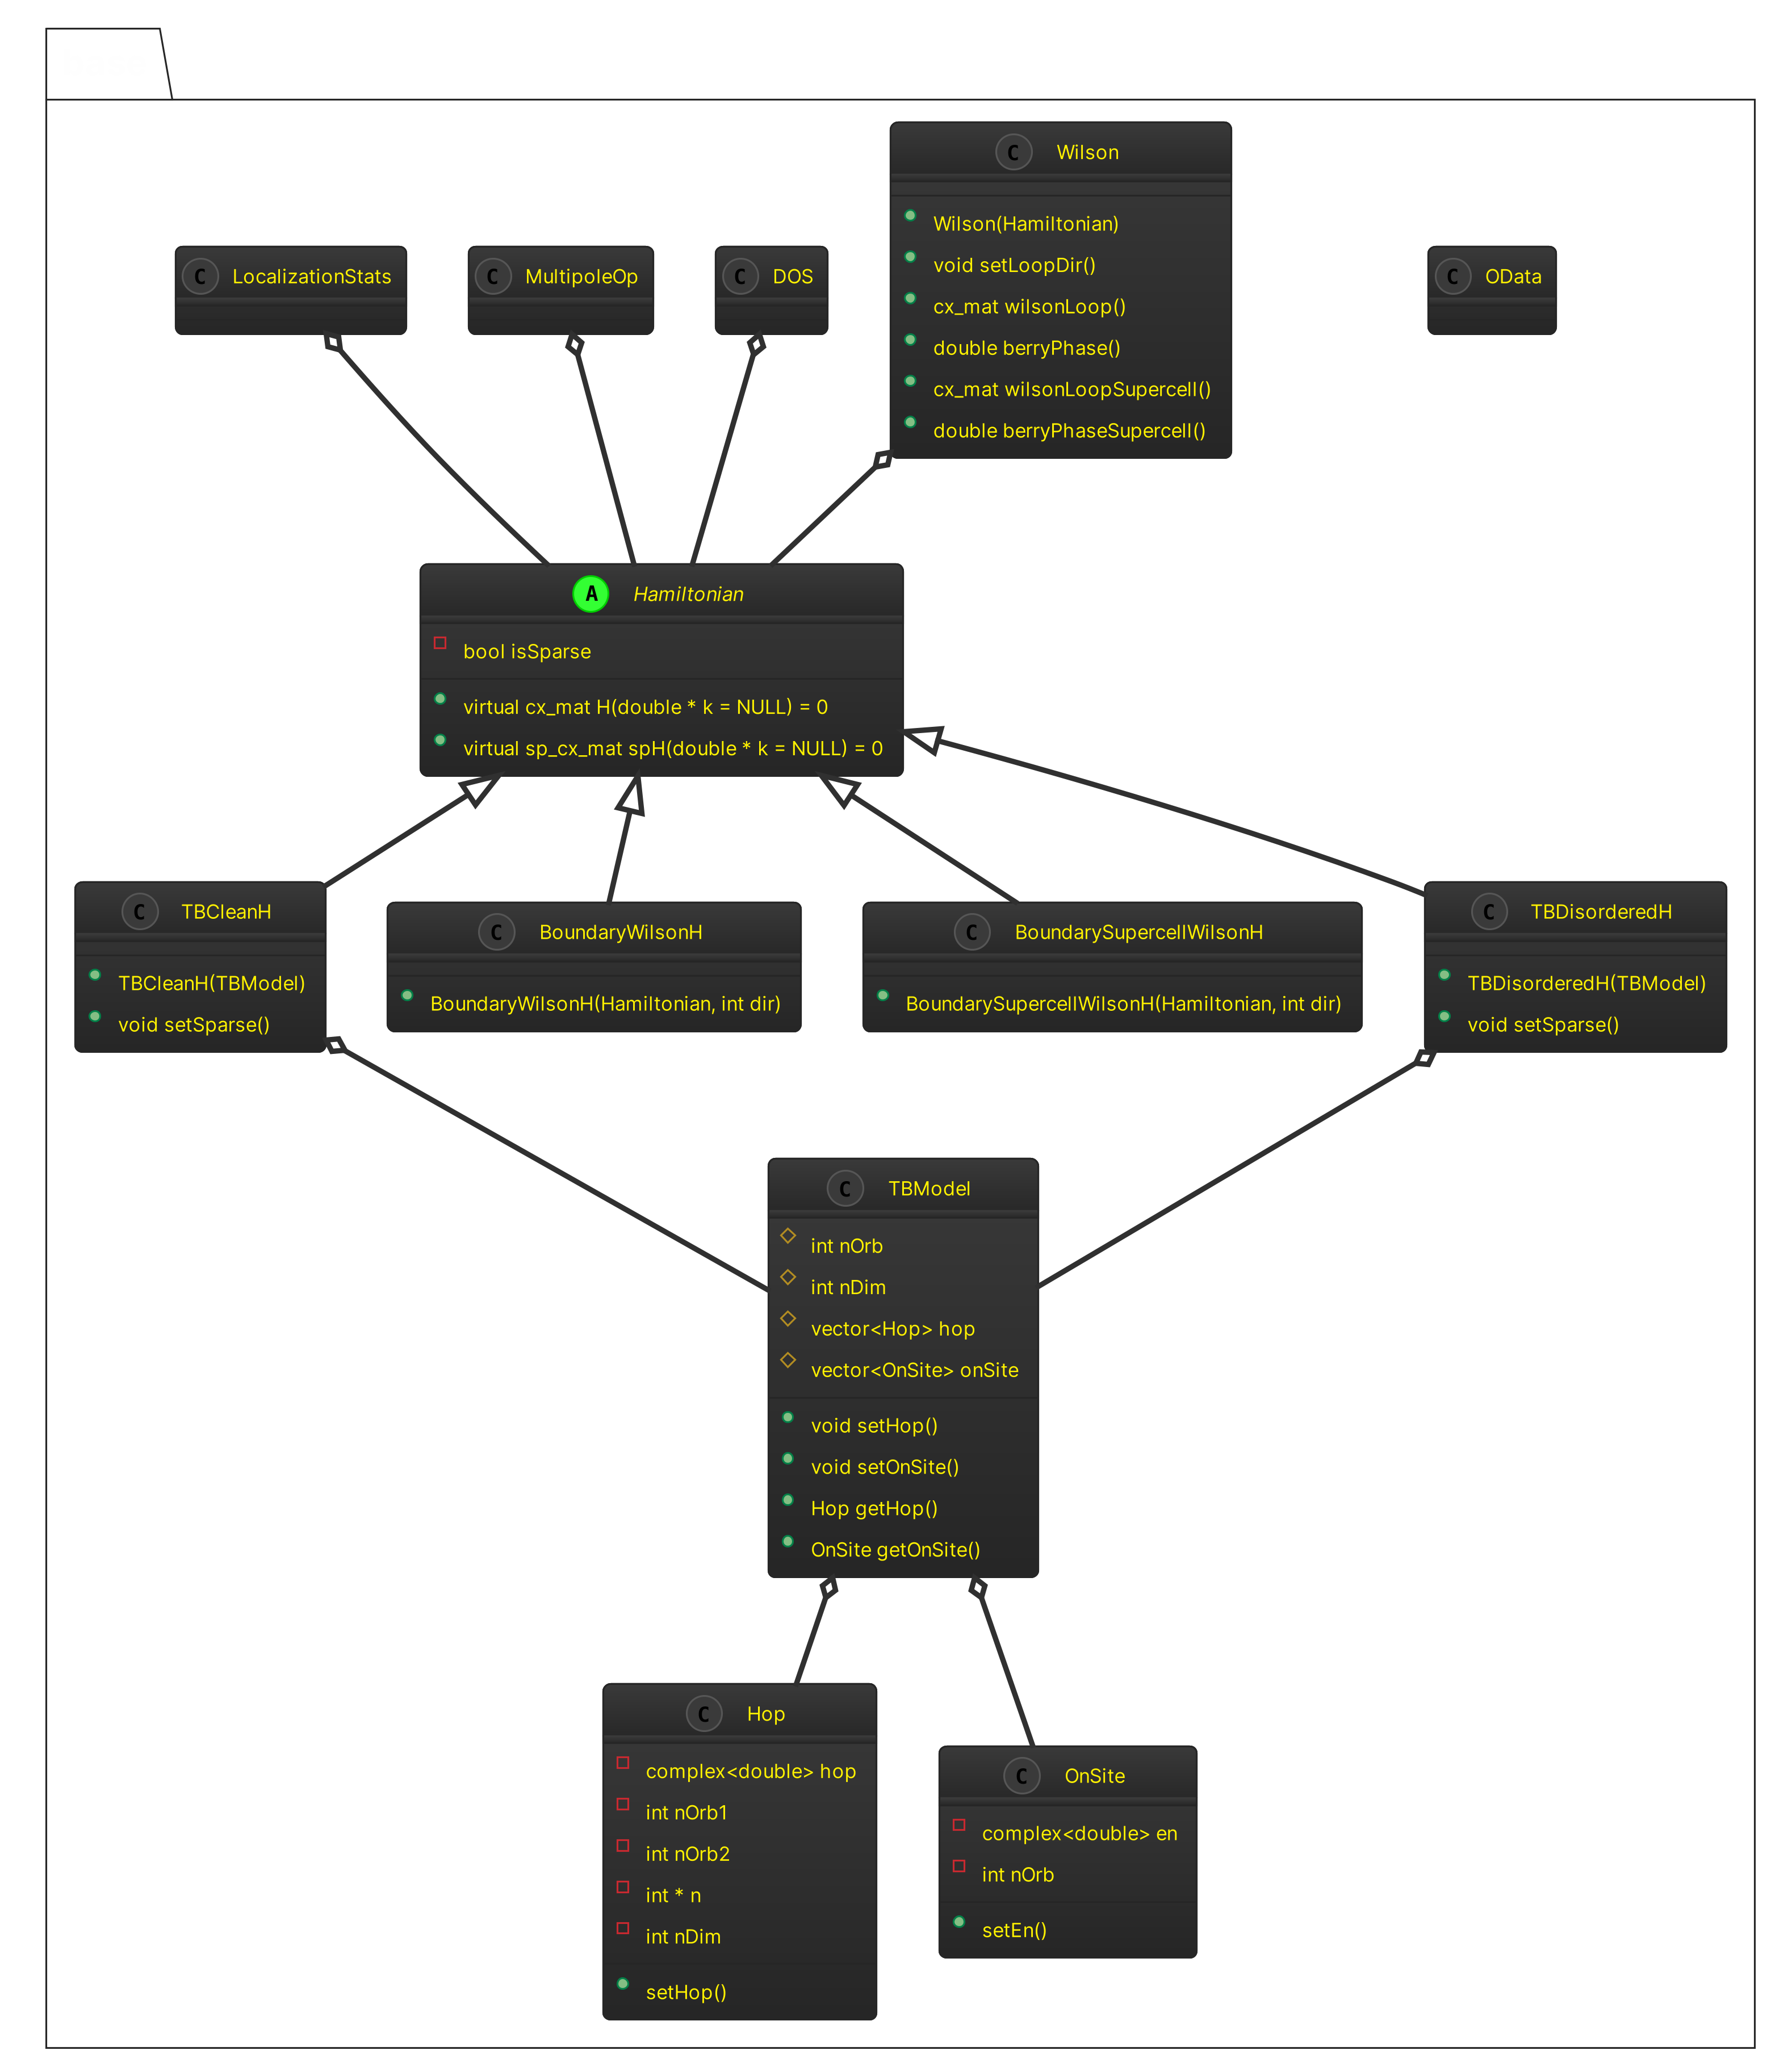 C Wilson
Wilson(Hamiltonian)
void setLoopDir()
cx_mat wilsonLoop()
double berryPhase()
cx_mat wilsonLoopSupercell()
double berryPhaseSupercell()
C LocalizationStats
C MultipoleOp
C DOS
C OData
A Hamiltonian
bool isSparse
virtual cx_mat H(double * k = NULL) = 0
virtual sp_cx_mat spH(double * k = NULL) = 0
C TBCleanH
TBCleanH(TBModel)
void setSparse()
C BoundaryWilsonH
BoundaryWilsonH(Hamiltonian, int dir)
C BoundarySupercellWilsonH
BoundarySupercellWilsonH(Hamiltonian, int dir)
C TBDisorderedH
TBDisorderedH(TBModel)
void setSparse()
C TBModel
int nOrb
int nDim
vector<Hop> hop
vector<OnSite> onSite
void setHop()
void setOnSite()
Hop getHop()
OnSite getOnSite()
C Hop
complex<double> hop
int nOrb1
int nOrb2
int * n
int nDim
setHop()
C OnSite
complex<double> en
int nOrb
setEn()